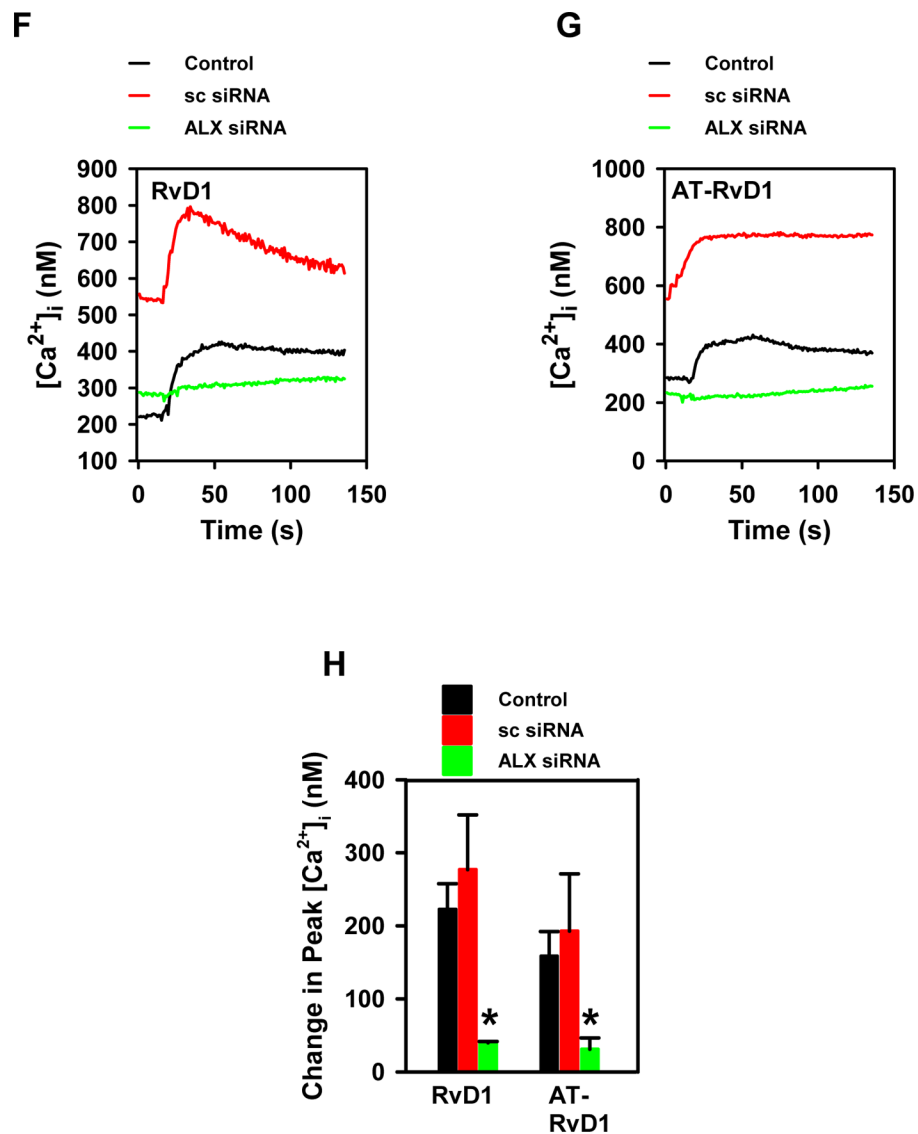 F
Control
sc siRNA
ALX siRNA
RvD1
900
800
700
600
500
400
300
200
100
[Ca2+]i (nM)
0 50 100 150
Time (s)
G
Control
sc siRNA
ALX siRNA
AT-RvD1
1000
800
600
400
200
0
[Ca2+]i (nM)
0 50 100 150
Time (s)
H
Control
sc siRNA
ALX siRNA
400
300
200
100
0
Change in Peak [Ca2+]i (nM)
* *
RvD1 AT-
RvD1